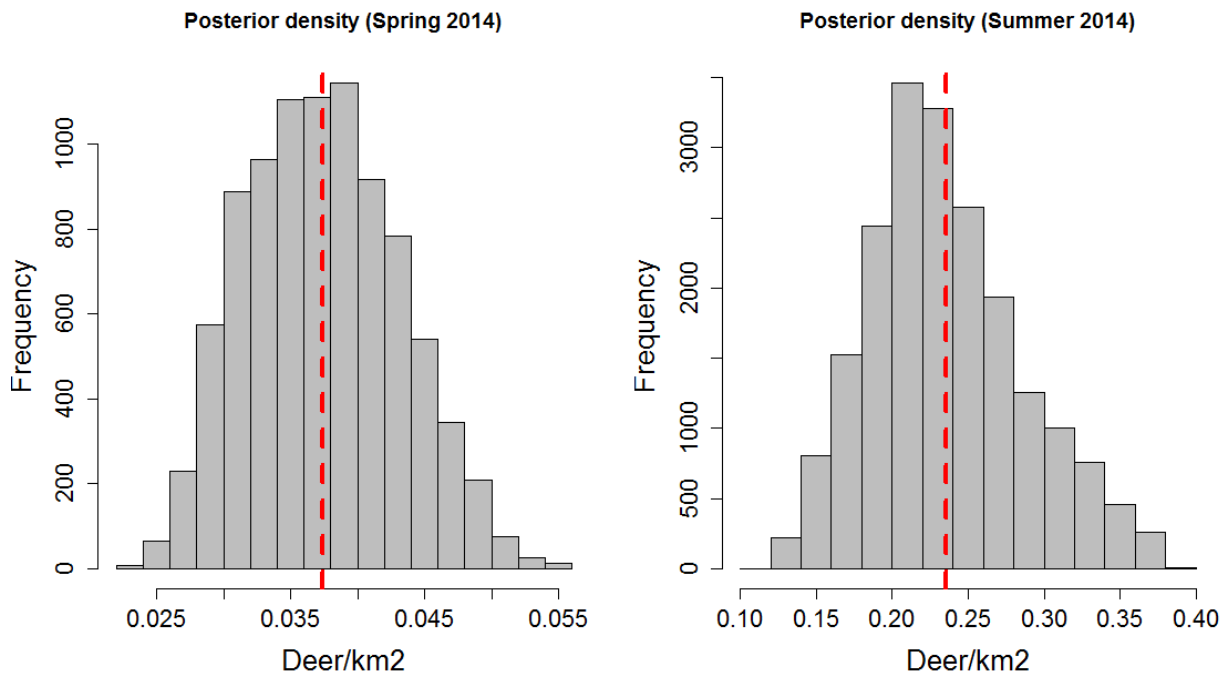 Posterior density (Spring 2014)
Frequency
0 200 400 600 800 1000
0.025 0.035 0.045 0.055
Deer/km2
Posterior density (Summer 2014)
Frequency
0 500 1000 2000 3000
0.10 0.15 0.20 0.25 0.30 0.35 0.40
Deer/km2